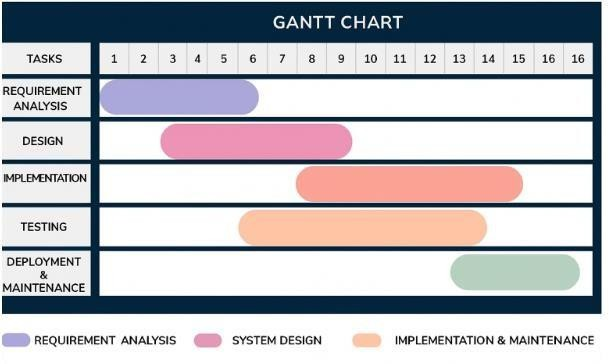 GANTT CHART
TASKS 1 2 3 4 5 6 7 8 9 10 11 12 13 14 15 16 16
REQUIREMENT
ANALYSIS
DESIGN
IMPLEMENTATION
TESTING
DEPLOYMENT
&
MAINTENANCE
REQUIREMENT ANALYSIS SYSTEM DESIGN IMPLEMENTATION & MAINTENANCE